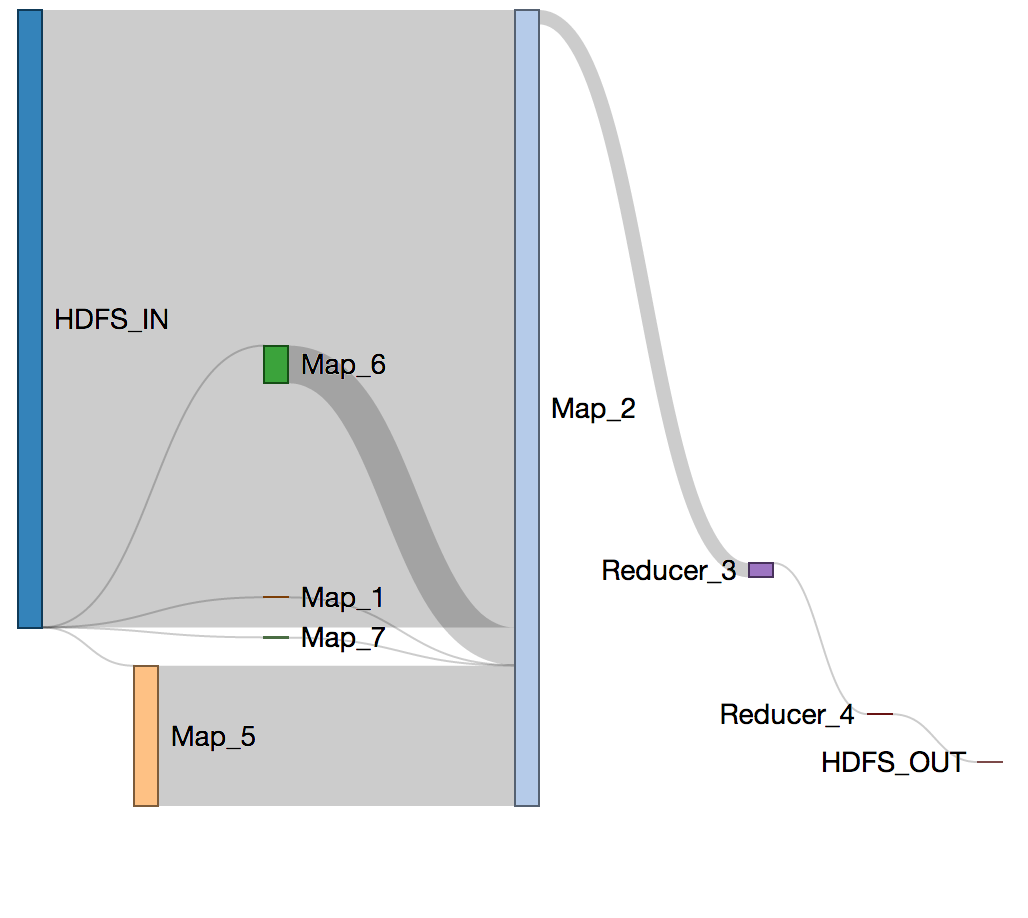 HDFS_IN
Map_6
Map_2
Reducer_3
Map_1
Map_7
Reducer_4
Map_5
HDFS_OUT